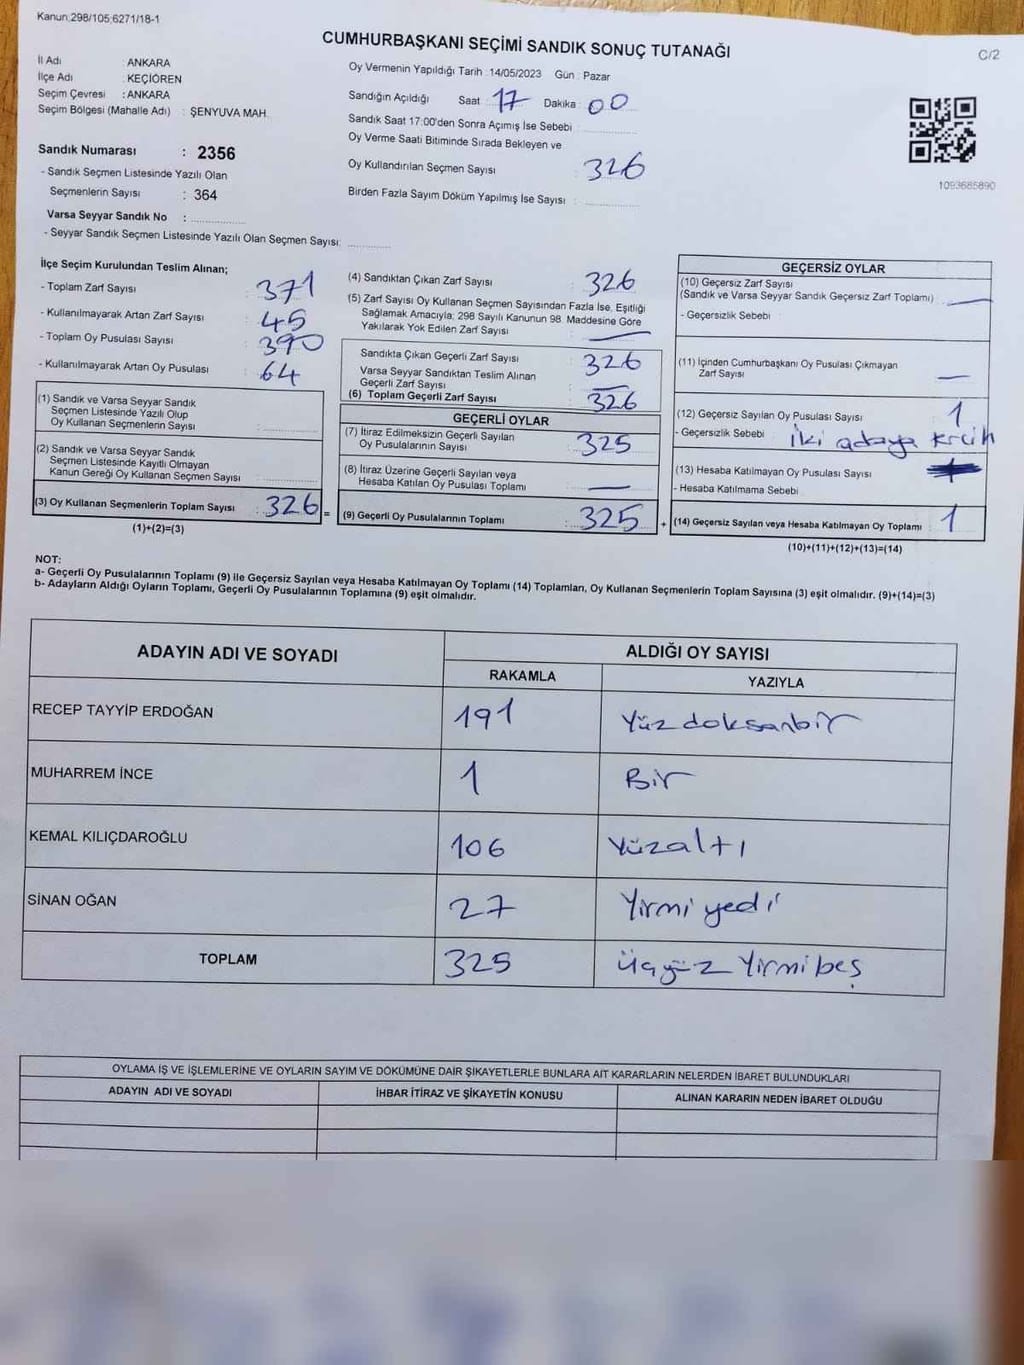 Kanun,298/105,6271/18-1
CUMHURBAŞKANI SEÇİMİ SANDIK SONUÇ TUTANAĞI
C/2
İl Adı : ANKARA
İlçe Adı : KEÇİÖREN
Seçim Çevresi : ANKARA
Seçim Bölgesi (Mahalle Adı) : ŞENYUVA MAH.
Sandık Numarası : 2356
- Sandık Seçmen Listesinde Yazılı Olan
Seçmenlerin Sayısı : 364
Varsa Seyyar Sandık No :
- Seyyar Sandık Seçmen Listesinde Yazılı Olan Seçmen Sayısı:
Oy Vermenin Yapıldığı Tarih :14/05/2023 Gün : Pazar
Sandığın Açıldığı Saat : 17 Dakika : 00
Sandık Saat 17:00'den Sonra Açımış İse Sebebi :
Oy Verme Saati Bitiminde Sırada Bekleyen ve
Oy Kullandırılan Seçmen Sayısı : 326
Birden Fazla Sayım Döküm Yapılmış İse Sayısı :
1093685890
İlçe Seçim Kurulundan Teslim Alınan;
- Toplam Zarf Sayısı : 371
- Kullanılmayarak Artan Zarf Sayısı : 45
- Toplam Oy Pusulası Sayısı : 390
- Kullanılmayarak Artan Oy Pusulası : 64
(1) Sandık ve Varsa Seyyar Sandık
Seçmen Listesinde Yazılı Olup
Oy Kullanan Seçmenlerin Sayısı :
(2) Sandık ve Varsa Seyyar Sandık
Seçmen Listesinde Kayıtlı Olmayan
Kanun Gereği Oy Kullanan Seçmen Sayısı :
(3) Oy Kullanan Seçmenlerin Toplam Sayısı : 326 =
(1)+(2)=(3)
(4) Sandıktan Çıkan Zarf Sayısı : 326
(5) Zarf Sayısı Oy Kullanan Seçmen Sayısından Fazla İse, Eşitliği
Sağlamak Amacıyla; 298 Sayılı Kanunun 98. Maddesine Göre
Yakılarak Yok Edilen Zarf Sayısı : —
Sandıkta Çıkan Geçerli Zarf Sayısı : 326
Varsa Seyyar Sandıktan Teslim Alınan
Geçerli Zarf Sayısı : —
(6) Toplam Geçerli Zarf Sayısı : 326
GEÇERLİ OYLAR
(7) İtiraz Edilmeksizin Geçerli Sayılan
Oy Pusulalarının Sayısı : 325
(8) İtiraz Üzerine Geçerli Sayılan veya
Hesaba Katılan Oy Pusulası Toplamı : —
(9) Geçerli Oy Pusulalarının Toplamı : 325 +
GEÇERSİZ OYLAR
(10) Geçersiz Zarf Sayısı
(Sandık ve Varsa Seyyar Sandık Geçersiz Zarf Toplamı) : —
- Geçersizlik Sebebi :
(11) İçinden Cumhurbaşkanı Oy Pusulası Çıkmayan
Zarf Sayısı : —
(12) Geçersiz Sayılan Oy Pusulası Sayısı : 1
- Geçersizlik Sebebi : iki adaya
(13) Hesaba Katılmayan Oy Pusulası Sayısı :
- Hesaba Katılmama Sebebi :
(14) Geçersiz Sayılan veya Hesaba Katılmayan Oy Toplamı : 1
(10)+(11)+(12)+(13)=(14)
NOT:
a- Geçerli Oy Pusulalarının Toplamı (9) ile Geçersiz Sayılan veya Hesaba Katılmayan Oy Toplamı (14) Toplamları, Oy Kullanan Seçmenlerin Toplam Sayısına (3) eşit olmalıdır. (9)+(14)=(3)
b- Adayların Aldığı Oyların Toplamı, Geçerli Oy Pusulalarının Toplamına (9) eşit olmalıdır.
ADAYIN ADI VE SOYADI
ALDIĞI OY SAYISI
RAKAMLA YAZIYLA
RECEP TAYYİP ERDOĞAN 191 Yüzdoksanbir
MUHARREM İNCE 1 Bir
KEMAL KILIÇDAROĞLU 106 Yüzaltı
SİNAN OĞAN 27 Yirmi yedi
TOPLAM 325 Üçyüz Yirmibeş
OYLAMA İŞ VE İŞLEMLERİNE VE OYLARIN SAYIM VE DÖKÜMÜNE DAİR ŞİKAYETLERLE BUNLARA AİT KARARLARIN NELERDEN İBARET BULUNDUKLARI
ADAYIN ADI VE SOYADI İHBAR İTİRAZ VE ŞİKAYETİN KONUSU ALINAN KARARIN NEDEN İBARET OLDUĞU